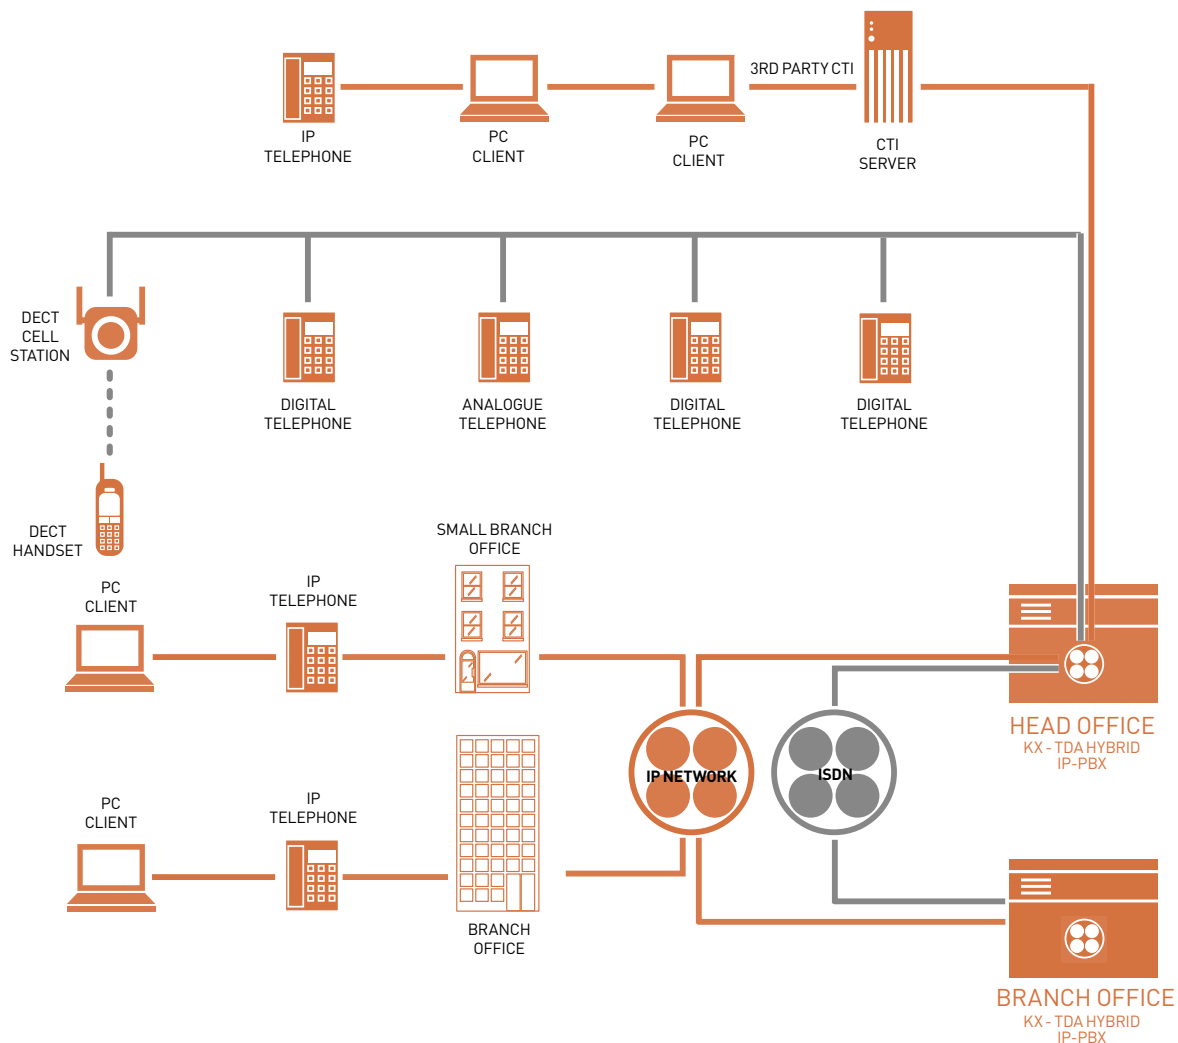 3RD PARTY CTI
IP
TELEPHONE
PC
CLIENT
PC
CLIENT
CTI
SERVER
DECT
CELL
STATION
DIGITAL
TELEPHONE
ANALOGUE
TELEPHONE
DIGITAL
TELEPHONE
DIGITAL
TELEPHONE
DECT
HANDSET
SMALL BRANCH
OFFICE
PC
CLIENT
IP
TELEPHONE
HEAD OFFICE
KX - TDA HYBRID
IP-PBX
IP NETWORK
ISDN
PC
CLIENT
IP
TELEPHONE
BRANCH
OFFICE
BRANCH OFFICE
KX - TDA HYBRID
IP-PBX